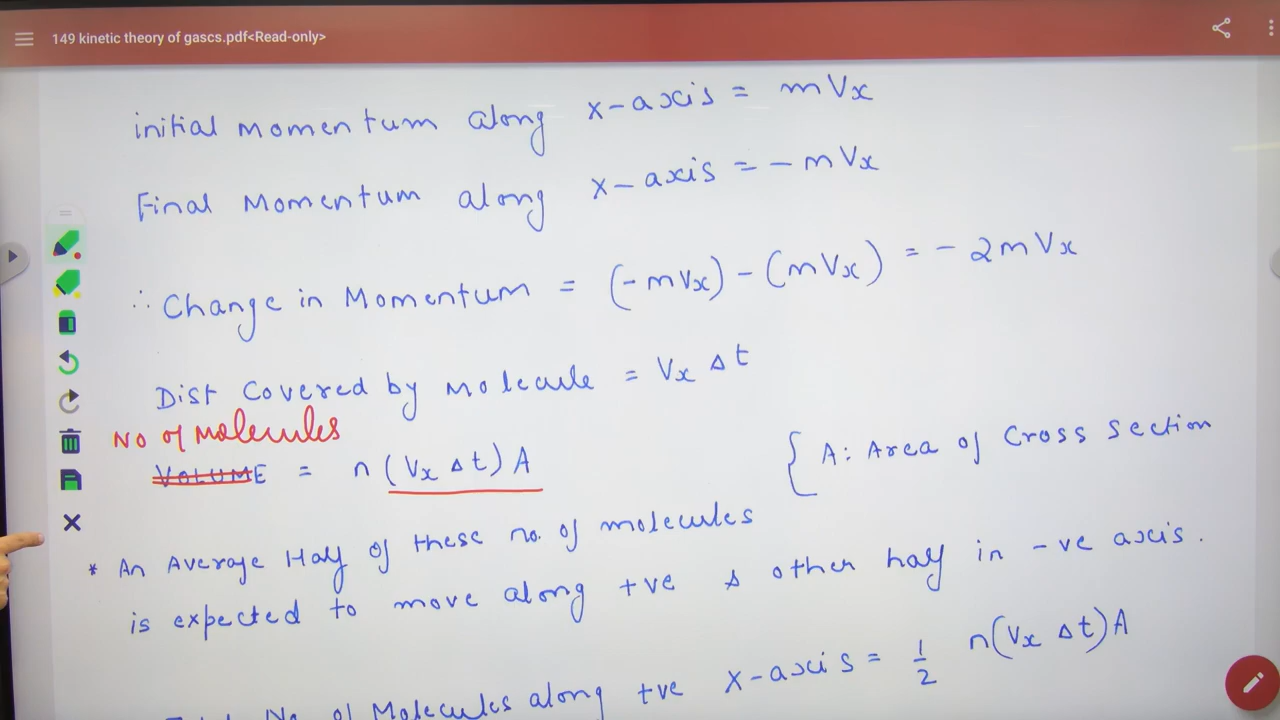 149 kinetic theory of gascs.pdf<Read-only>
initial momentum along x-axis = mVx
Final Momentum along x-axis = - mVx
∴ Change in Momentum = (-mVx) - (mVx) = - 2mVx
Dist Covered by Molecule = Vx Δt
No of Molecules
VOLUME = n (Vx Δt) A { A: Area of Cross Section
* An Average Half of these no. of molecules
is expected to move along +ve & other half in -ve axis.
No. of Molecules along +ve x-axis = 1/2 n(Vx Δt)A